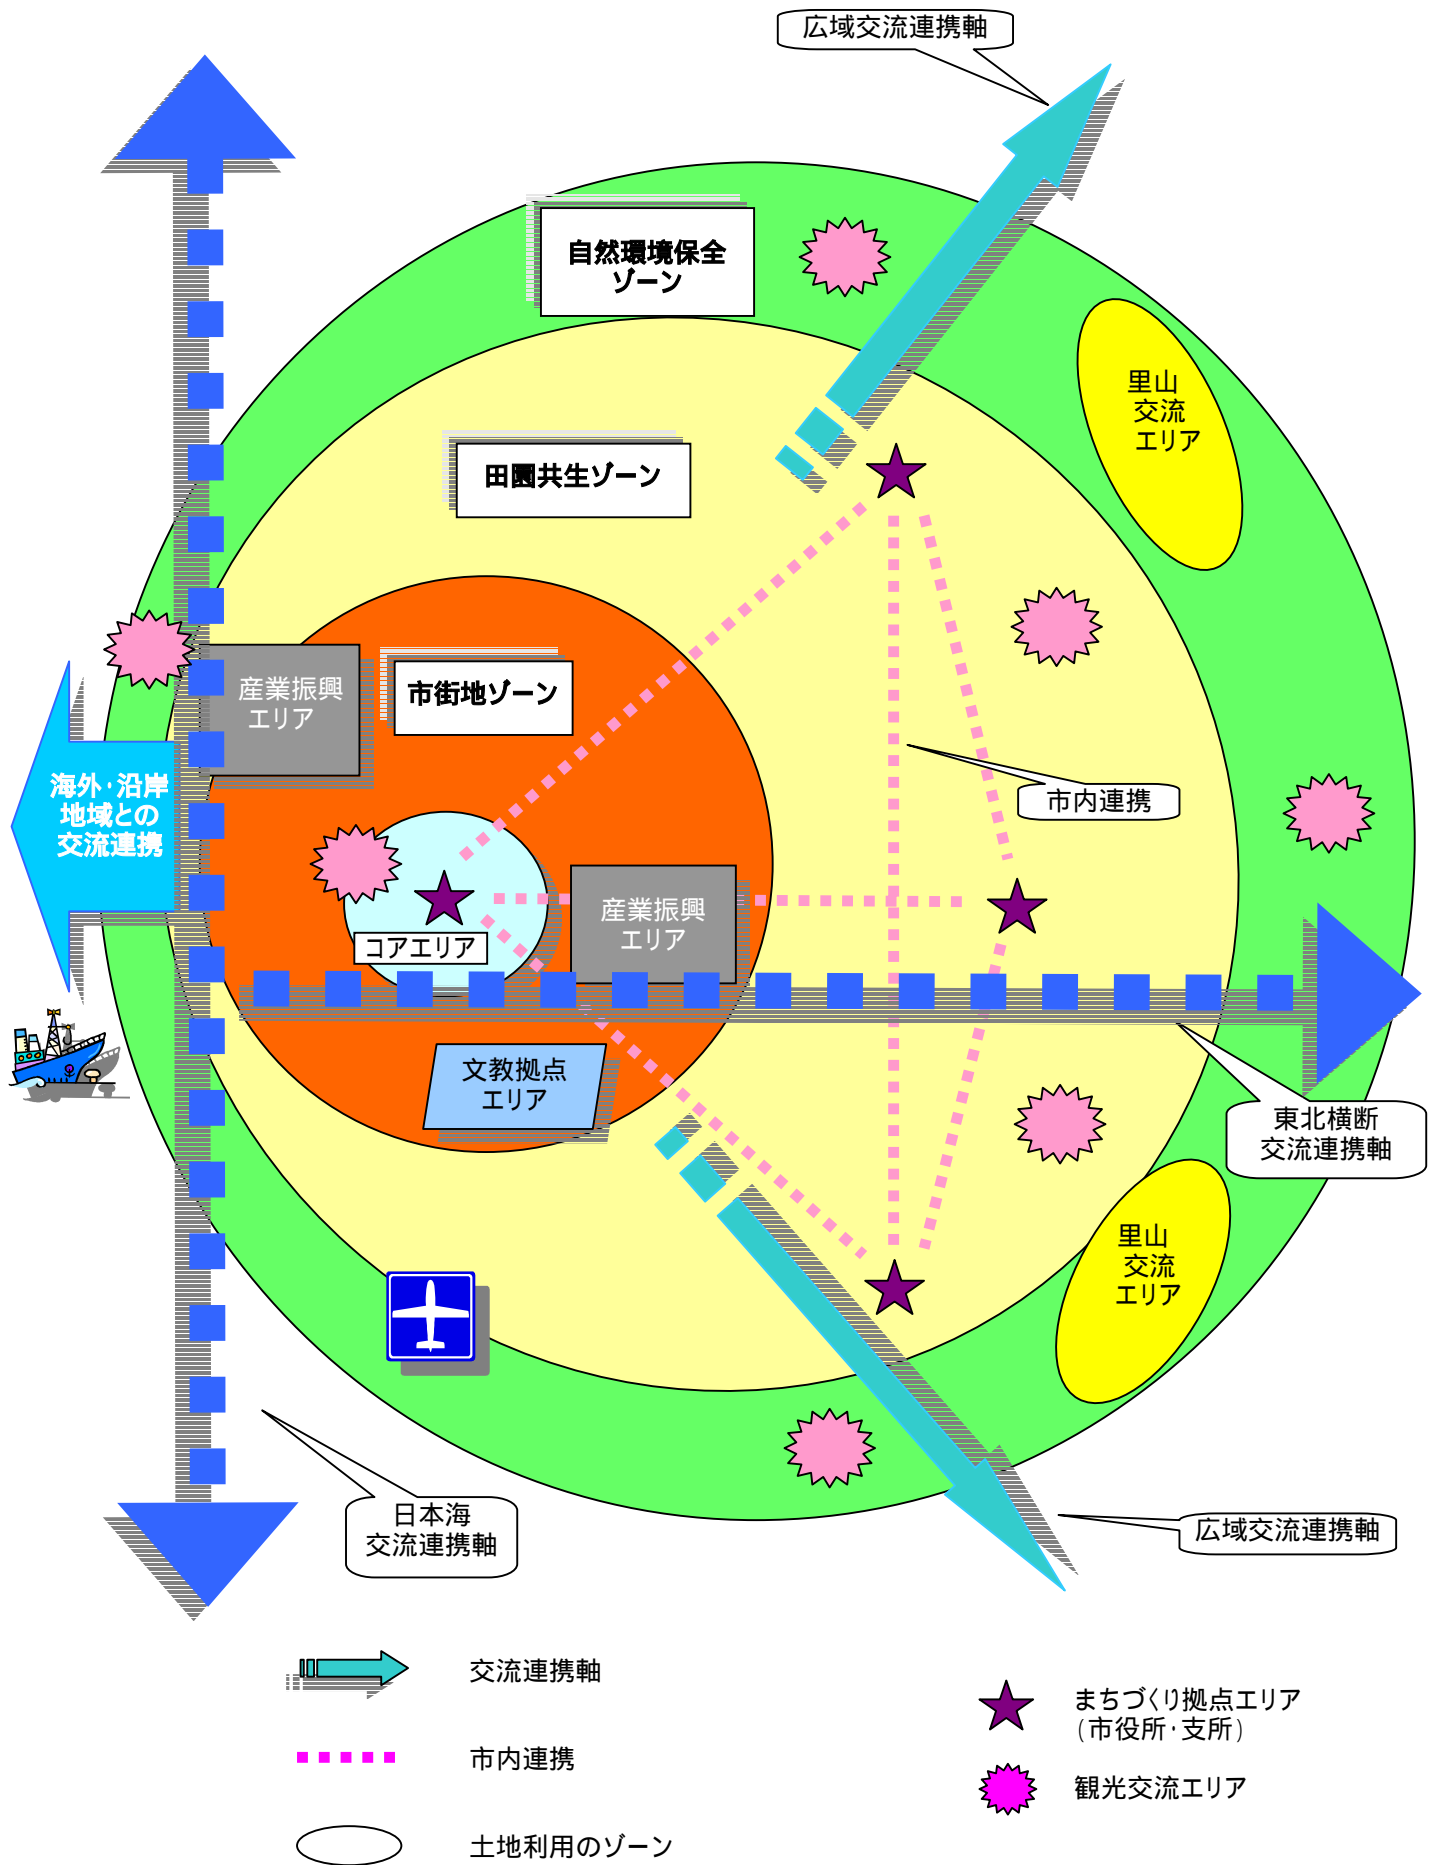 広域交流連携軸
自然環境保全
ゾーン
里山
交流
エリア
田園共生ゾーン
産業振興
エリア
市街地ゾーン
海外・沿岸
地域との
交流連携
市内連携
産業振興
エリア
コアエリア
文教拠点
エリア
東北横断
交流連携軸
里山
交流
エリア
日本海
交流連携軸
広域交流連携軸
交流連携軸
市内連携
土地利用のゾーン
まちづくり拠点エリア
(市役所・支所)
観光交流エリア